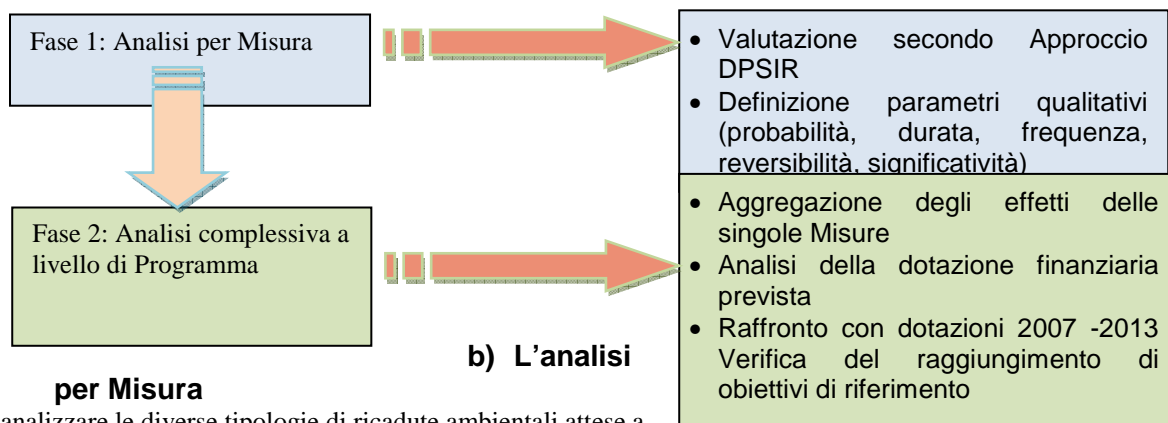 Fase 1: Analisi per Misura
• Valutazione secondo Approccio
DPSIR
• Definizione parametri qualitativi
(probabilità, durata, frequenza,
reversibilità, significatività)
Fase 2: Analisi complessiva a
livello di Programma
• Aggregazione degli effetti delle
singole Misure
• Analisi della dotazione finanziaria
prevista
• Raffronto con dotazioni 2007 -2013
Verifica del raggiungimento di
obiettivi di riferimento
b) L'analisi
per Misura
analizzare le diverse tipologie di ricadute ambientali attese a